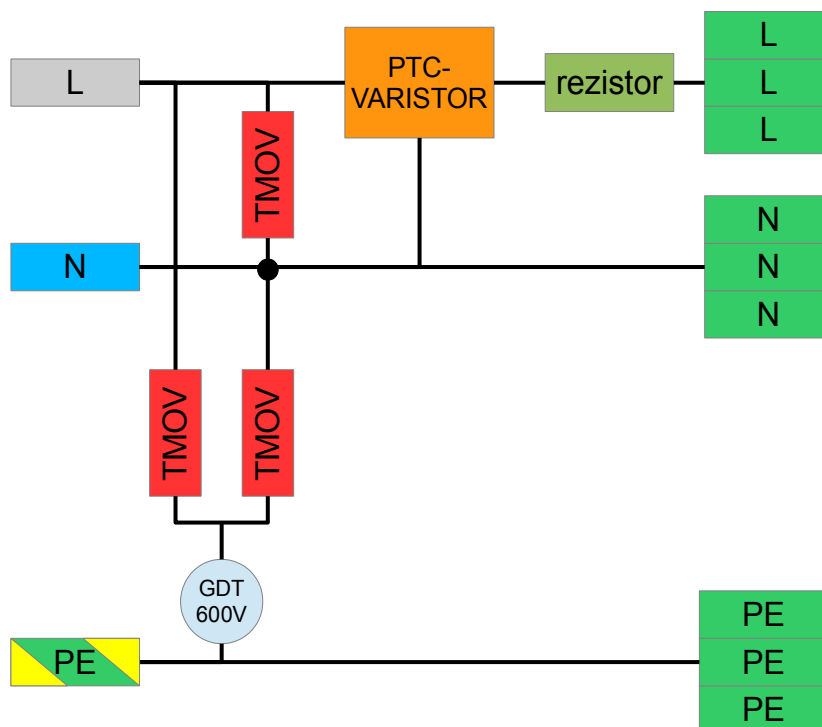 L
PTC-
VARISTOR
rezistor
L
L
L
TMOV
N
N
N
N
TMOV
TMOV
GDT
600V
PE
PE
PE
PE